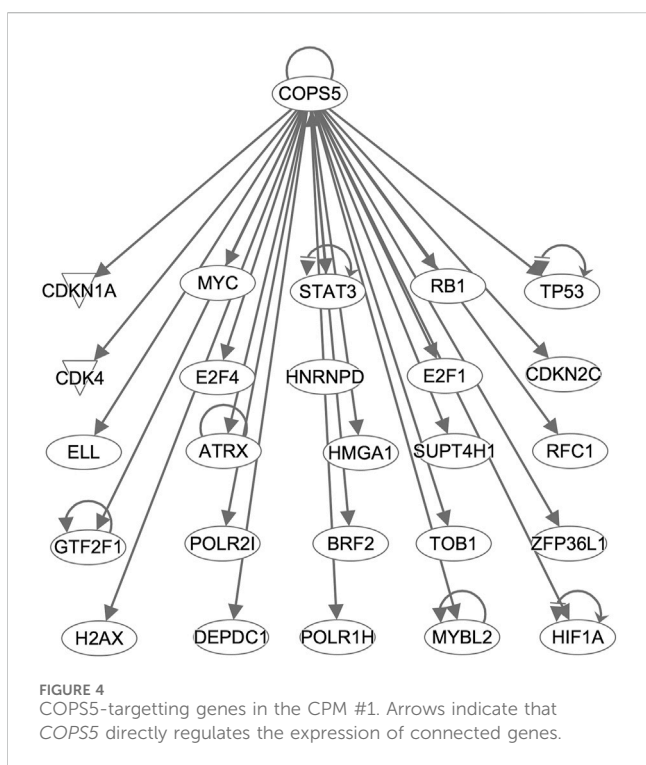 COPS5
CDKN1A MYC STAT3 RB1 TP53
CDK4 E2F4 HNRNPD E2F1 CDKN2C
ELL ATRX HMGA1 SUPT4H1 RFC1
GTF2F1 POLR2I BRF2 TOB1 ZFP36L1
H2AX DEPDC1 POLR1H MYBL2 HIF1A
FIGURE 4
COPS5-targetting genes in the CPM #1. Arrows indicate that
COPS5 directly regulates the expression of connected genes.